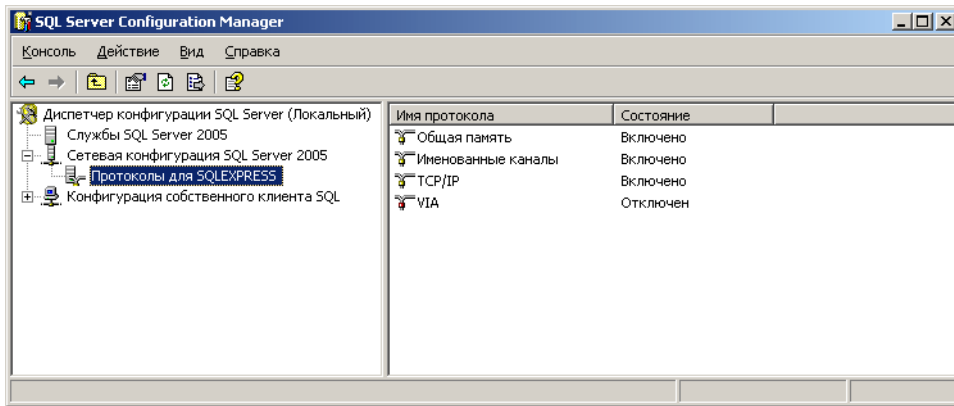 SQL Server Configuration Manager
Консоль Действие Вид Справка
Диспетчер конфигурации SQL Server (Локальный)
Службы SQL Server 2005
Сетевая конфигурация SQL Server 2005
Протоколы для SQLEXPRESS
Конфигурация собственного клиента SQL
Имя протокола Состояние
Общая память Включено
Именованные каналы Включено
TCP/IP Включено
VIA Отключен